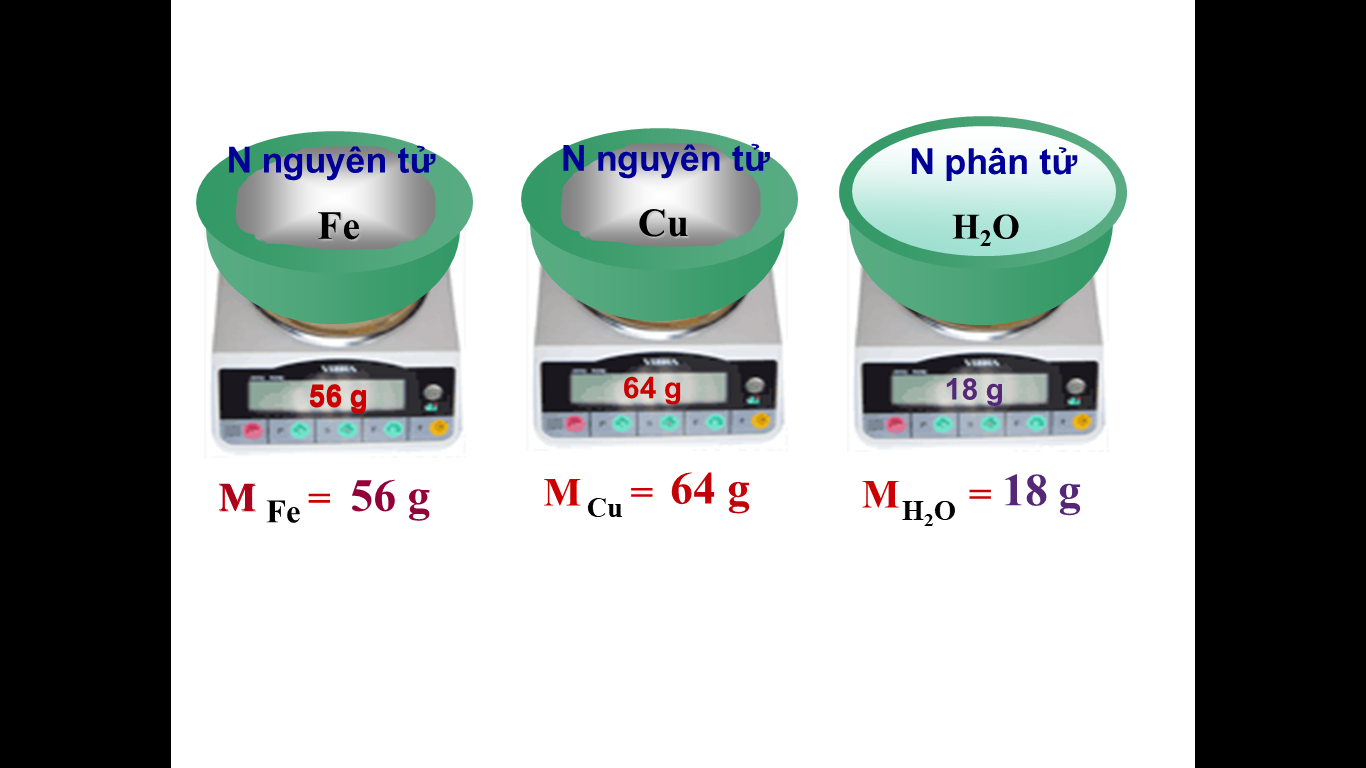 N nguyên tử
Fe
56 g
M Fe = 56 g
N nguyên tử
Cu
64 g
M Cu = 64 g
N phân tử
H₂O
18 g
M H₂O = 18 g